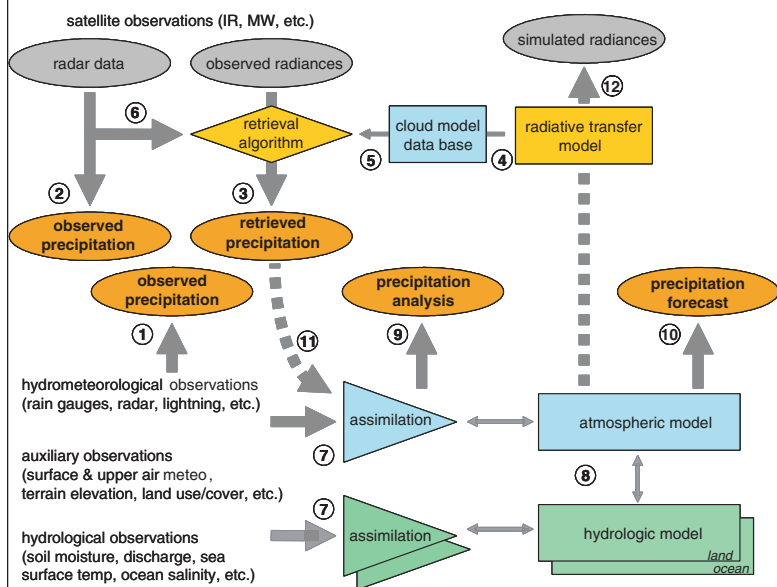 satellite observations (IR, MW, etc.)
radar data
observed radiances
simulated radiances
12
6
retrieval
algorithm
cloud model
data base
radiative transfer
model
5
4
2
3
observed
precipitation
retrieved
precipitation
observed
precipitation
precipitation
analysis
precipitation
forecast
1
11
9
10
hydrometeorological observations
(rain gauges, radar, lightning, etc.)
assimilation
atmospheric model
7
auxiliary observations
(surface & upper air meteo,
terrain elevation, land use/cover, etc.)
8
7
hydrological observations
(soil moisture, discharge, sea
surface temp, ocean salinity, etc.)
assimilation
hydrologic model
land
ocean